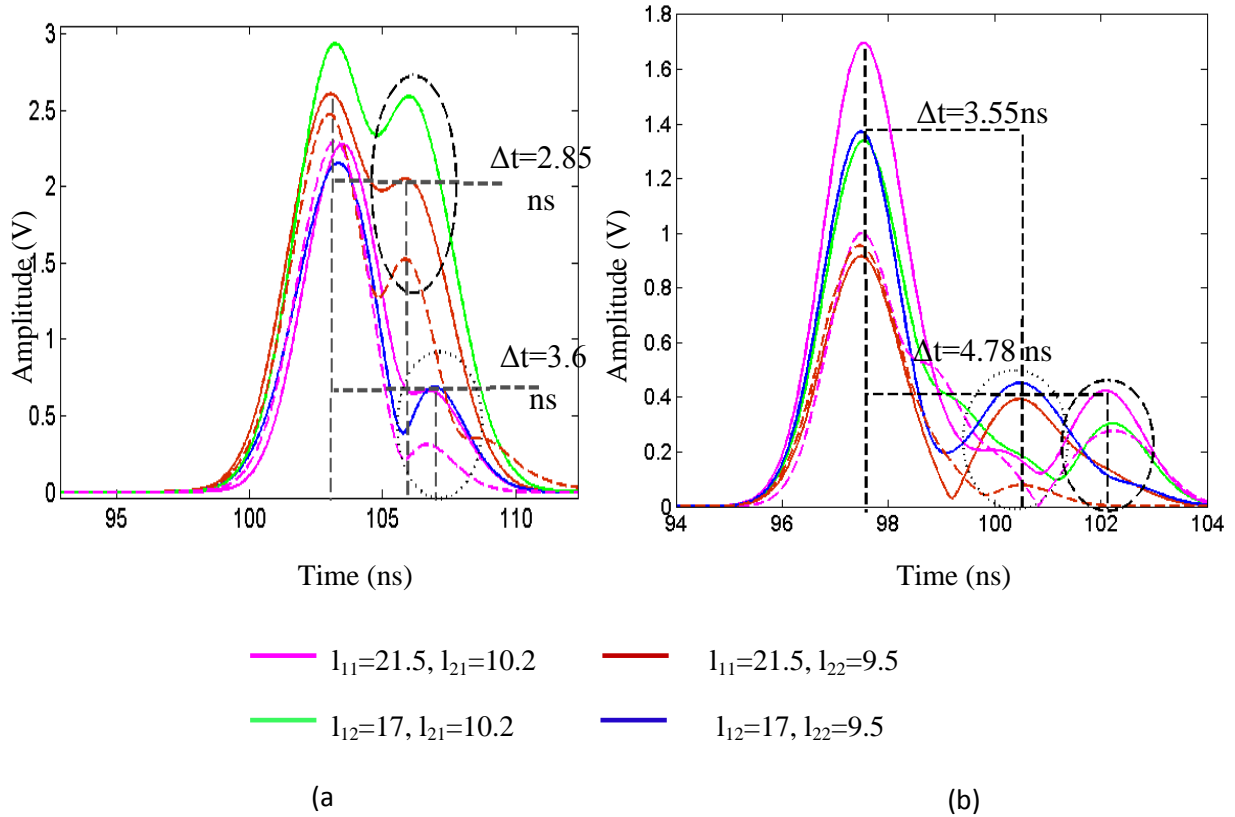 3
2.5
2
1.5
1
0.5
0
Amplitude (V)
95
100
105
110
Time (ns)
Δt=2.85
ns
Δt=3.6
ns
1.8
1.6
1.4
1.2
1
0.8
0.6
0.4
0.2
0
Amplitude (V)
94
96
98
100
102
104
Time (ns)
Δt=3.55ns
Δt=4.78 ns
l₁₁=21.5, l₂₁=10.2
l₁₁=21.5, l₂₂=9.5
l₁₂=17, l₂₁=10.2
l₁₂=17, l₂₂=9.5
(a
(b)